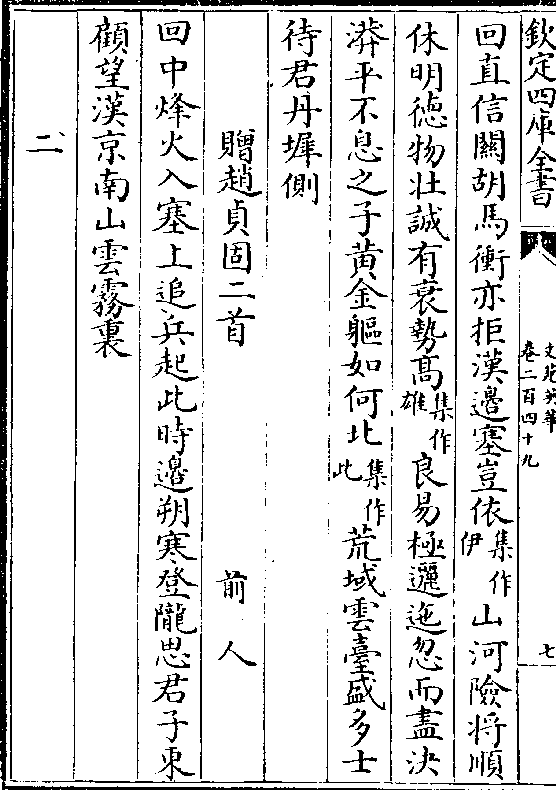 欽定四庫全書
文苑英華
卷二百四十九
七
回直信關胡馬衝亦拒漢邊塞豈依集作伊山河險将順
休明徳物壮誠有衰勢髙集作雄良易極邐迤忽而盡泱
漭平不息之子黄金軀如何北集作此荒域雲臺盛多士
待君丹墀側
贈趙貞固二首
前人
回中烽火入塞上追兵起此時邊朔寒登隴思君子東
顧望漢京南山雲霧裏
二